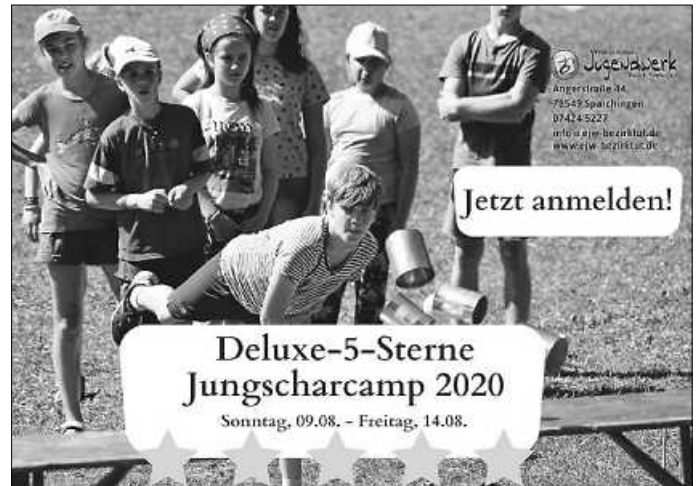 Jugendwerk
Angerstraße 44
78549 Spaichingen
07424 5227
info@ejw-bezirktut.de
www.ejw-bezirktut.de
Jetzt anmelden!
Deluxe-5-Sterne
Jungscharcamp 2020
Sonntag, 09.08. - Freitag, 14.08.